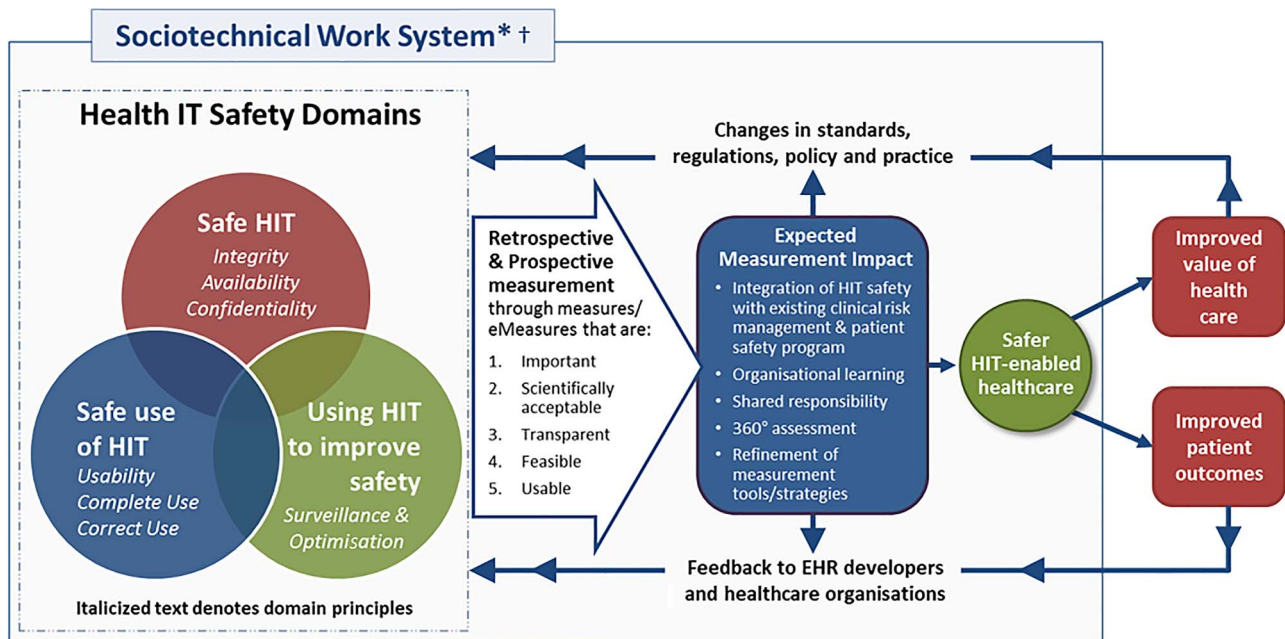 Sociotechnical Work System* †
Health IT Safety Domains
Safe HIT
Integrity
Availability
Confidentiality
Safe use
of HIT
Usability
Complete Use
Correct Use
Using HIT
to improve
safety
Surveillance &
Optimisation
Italicized text denotes domain principles
Retrospective
& Prospective
measurement
through measures/
eMeasures that are:
1. Important
2. Scientifically
acceptable
3. Transparent
4. Feasible
5. Usable
Changes in standards,
regulations, policy and practice
Expected
Measurement Impact
• Integration of HIT safety
with existing clinical risk
management & patient
safety program
• Organisational learning
• Shared responsibility
• 360° assessment
• Refinement of
measurement
tools/strategies
Feedback to EHR developers
and healthcare organisations
Safer
HIT-enabled
healthcare
Improved
value of
health
care
Improved
patient
outcomes